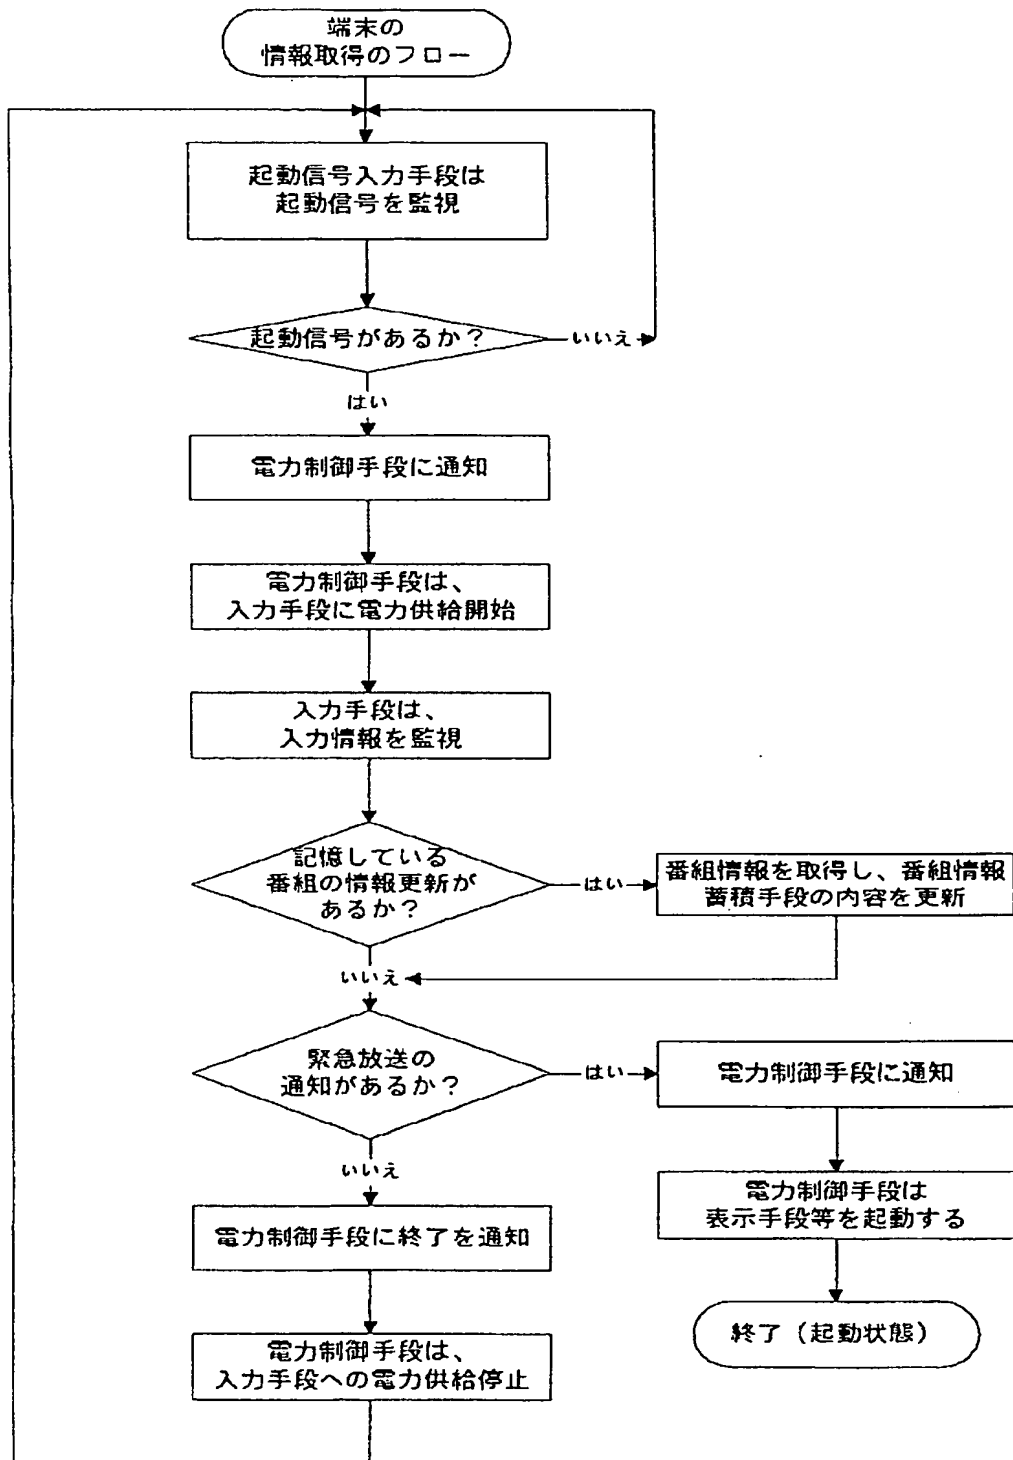 端末の
情報取得のフロー
起動信号入力手段は
起動信号を監視
起動信号があるか？
いいえ
はい
電力制御手段に通知
電力制御手段は、
入力手段に電力供給開始
入力手段は、
入力情報を監視
記憶している
番組の情報更新が
あるか？
はい
番組情報を取得し、番組情報
蓄積手段の内容を更新
いいえ
緊急放送の
通知があるか？
はい
電力制御手段に通知
いいえ
電力制御手段は
表示手段等を起動する
電力制御手段に終了を通知
終了（起動状態）
電力制御手段は、
入力手段への電力供給停止